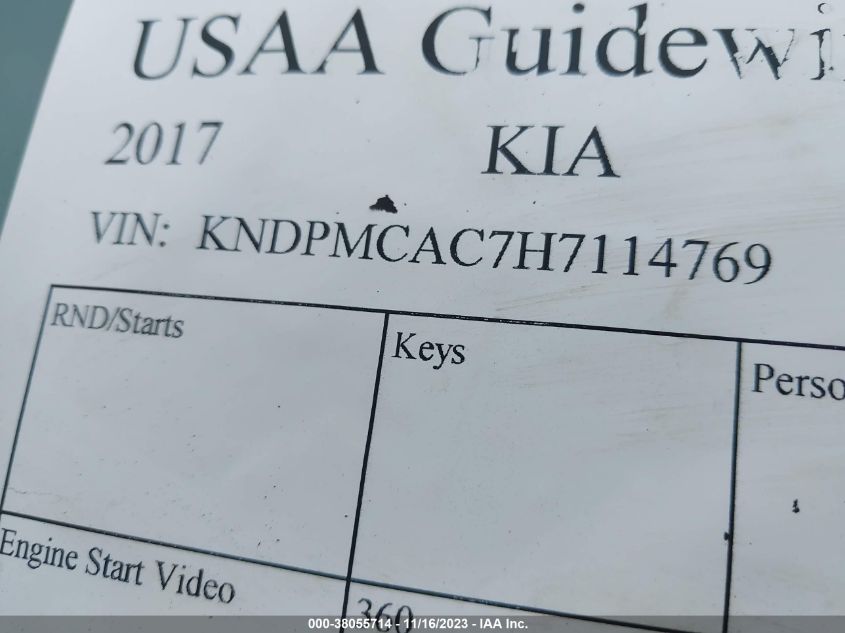 USAA Guidewi
2017 KIA
VIN: KNDPMCAC7H7114769
RND/Starts
Keys
Perso
Engine Start Video
360
000-38055714 - 11/16/2023 - IAA Inc.